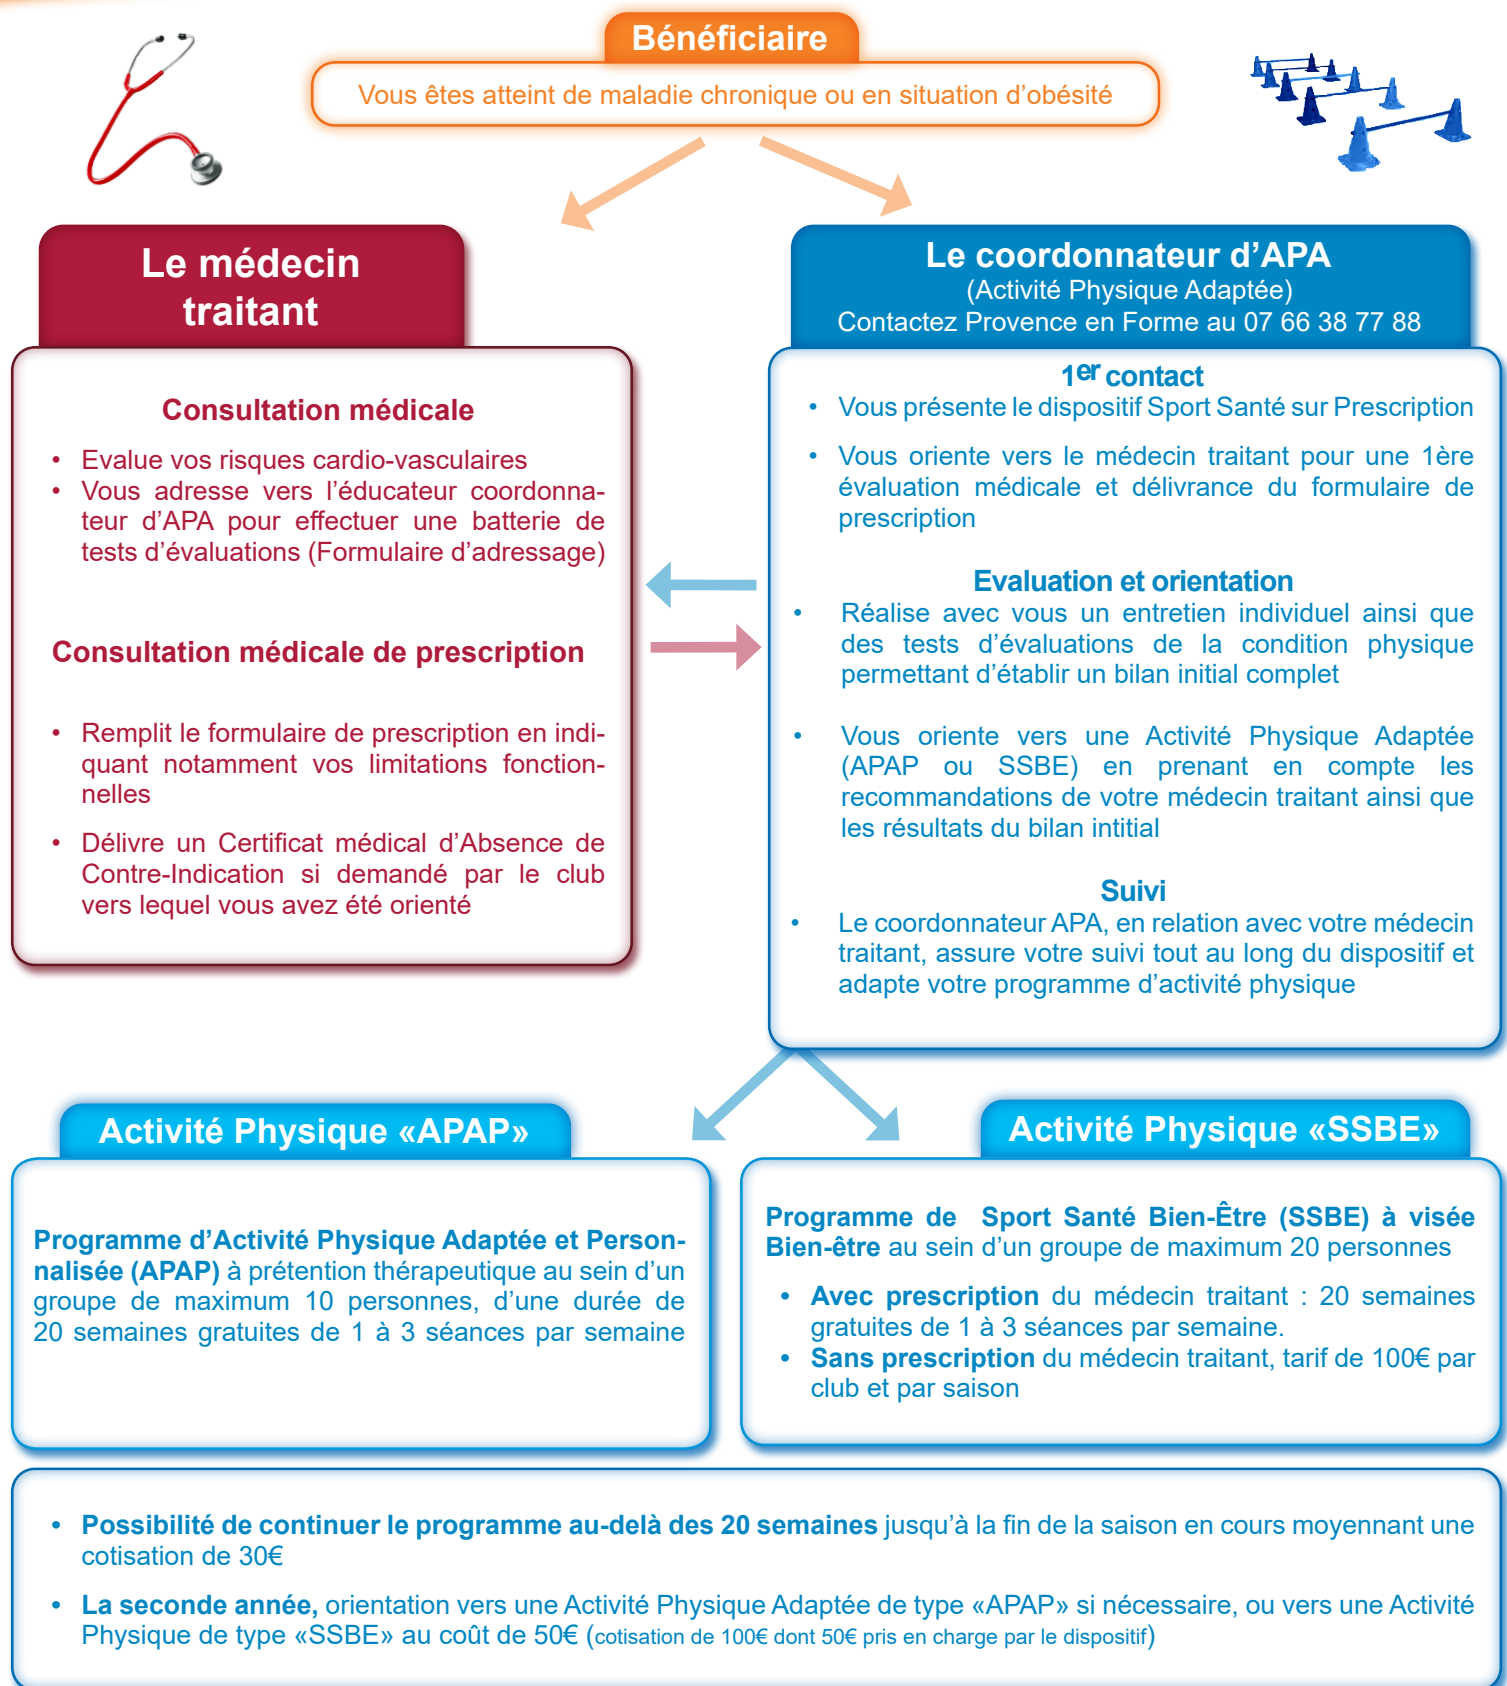 Bénéficiaire
Vous êtes atteint de maladie chronique ou en situation d'obésité
Le médecin
traitant
Consultation médicale
• Evalue vos risques cardio-vasculaires
• Vous adresse vers l'éducateur coordonna-
teur d'APA pour effectuer une batterie de
tests d'évaluations (Formulaire d'adressage)
Consultation médicale de prescription
• Remplit le formulaire de prescription en indi-
quant notamment vos limitations fonction-
nelles
• Délivre un Certificat médical d'Absence de
Contre-Indication si demandé par le club
vers lequel vous avez été orienté
Le coordonnateur d'APA
(Activité Physique Adaptée)
Contactez Provence en Forme au 07 66 38 77 88
1er contact
• Vous présente le dispositif Sport Santé sur Prescription
• Vous oriente vers le médecin traitant pour une 1ère
évaluation médicale et délivrance du formulaire de
prescription
Evaluation et orientation
• Réalise avec vous un entretien individuel ainsi que
des tests d'évaluations de la condition physique
permettant d'établir un bilan initial complet
• Vous oriente vers une Activité Physique Adaptée
(APAP ou SSBE) en prenant en compte les
recommandations de votre médecin traitant ainsi que
les résultats du bilan intitial
Suivi
• Le coordonnateur APA, en relation avec votre médecin
traitant, assure votre suivi tout au long du dispositif et
adapte votre programme d'activité physique
Activité Physique «APAP»
Programme d'Activité Physique Adaptée et Person-
nalisée (APAP) à prétention thérapeutique au sein d'un
groupe de maximum 10 personnes, d'une durée de
20 semaines gratuites de 1 à 3 séances par semaine
Activité Physique «SSBE»
Programme de Sport Santé Bien-Être (SSBE) à visée
Bien-être au sein d'un groupe de maximum 20 personnes
• Avec prescription du médecin traitant : 20 semaines
gratuites de 1 à 3 séances par semaine.
• Sans prescription du médecin traitant, tarif de 100€ par
club et par saison
• Possibilité de continuer le programme au-delà des 20 semaines jusqu'à la fin de la saison en cours moyennant une
cotisation de 30€
• La seconde année, orientation vers une Activité Physique Adaptée de type «APAP» si nécessaire, ou vers une Activité
Physique de type «SSBE» au coût de 50€ (cotisation de 100€ dont 50€ pris en charge par le dispositif)